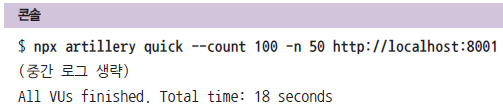 콘솔
$ npx artillery quick --count 100 -n 50 http://localhost:8001
(중간 로그 생략)
All VUs finished. Total time: 18 seconds